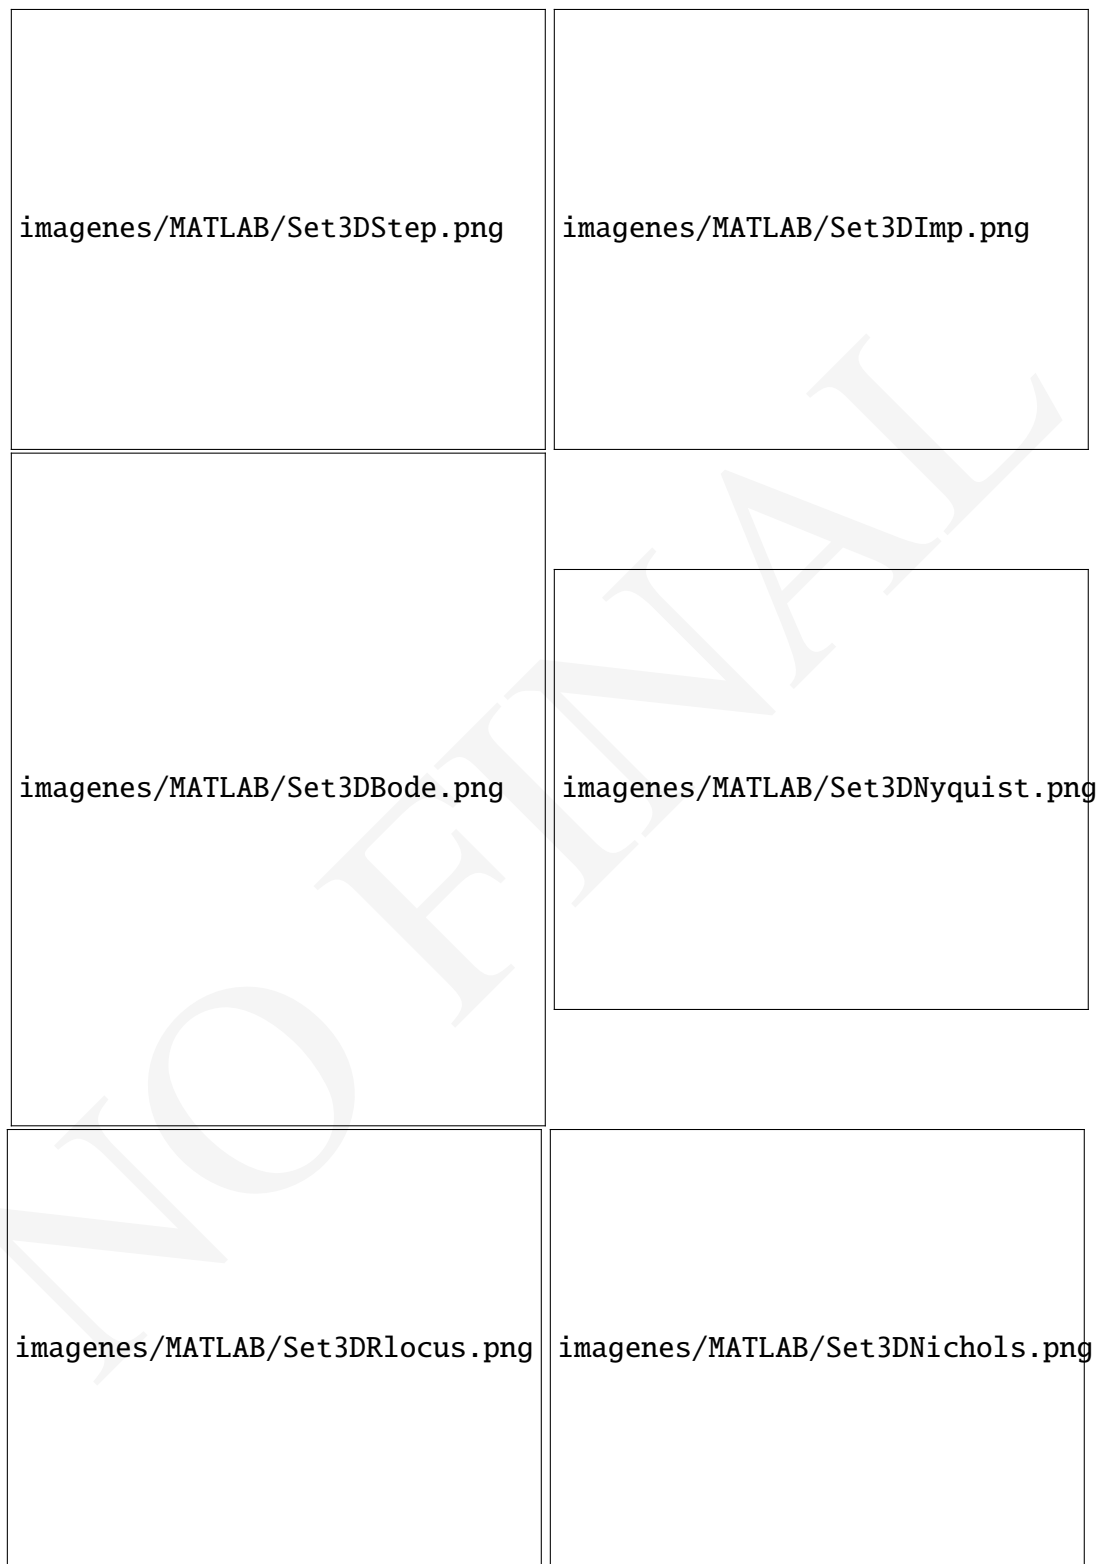 imagenes/MATLAB/Set3DStep.png
imagenes/MATLAB/Set3DImp.png
imagenes/MATLAB/Set3DBode.png
imagenes/MATLAB/Set3DNyquist.png
imagenes/MATLAB/Set3DRlocus.png
imagenes/MATLAB/Set3DNichols.png
NO FINAL